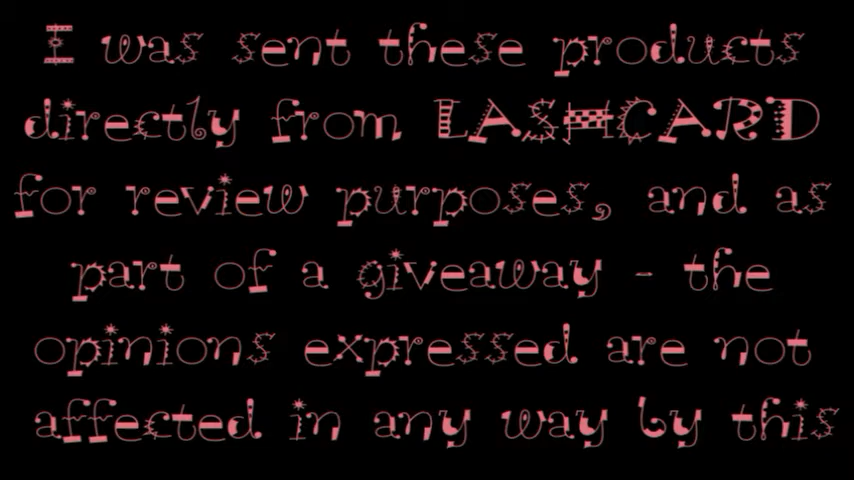 I was sent these products
directly from LASHCARD
for review purposes, and as
part of a giveaway - the
opinions expressed are not
affected in any way by this